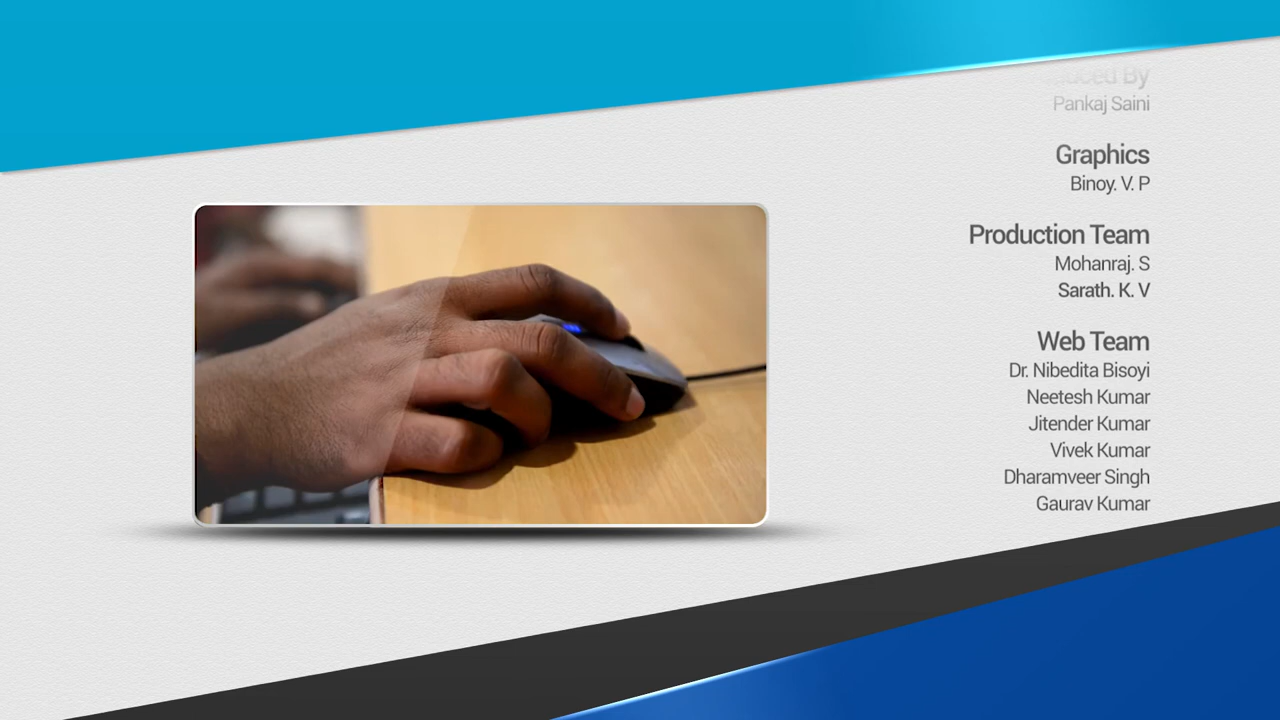 By
Pankaj Saini
Graphics
Binoy. V. P
Production Team
Mohanraj. S
Sarath. K. V
Web Team
Dr. Nibedita Bisoyi
Neetesh Kumar
Jitender Kumar
Vivek Kumar
Dharamveer Singh
Gaurav Kumar